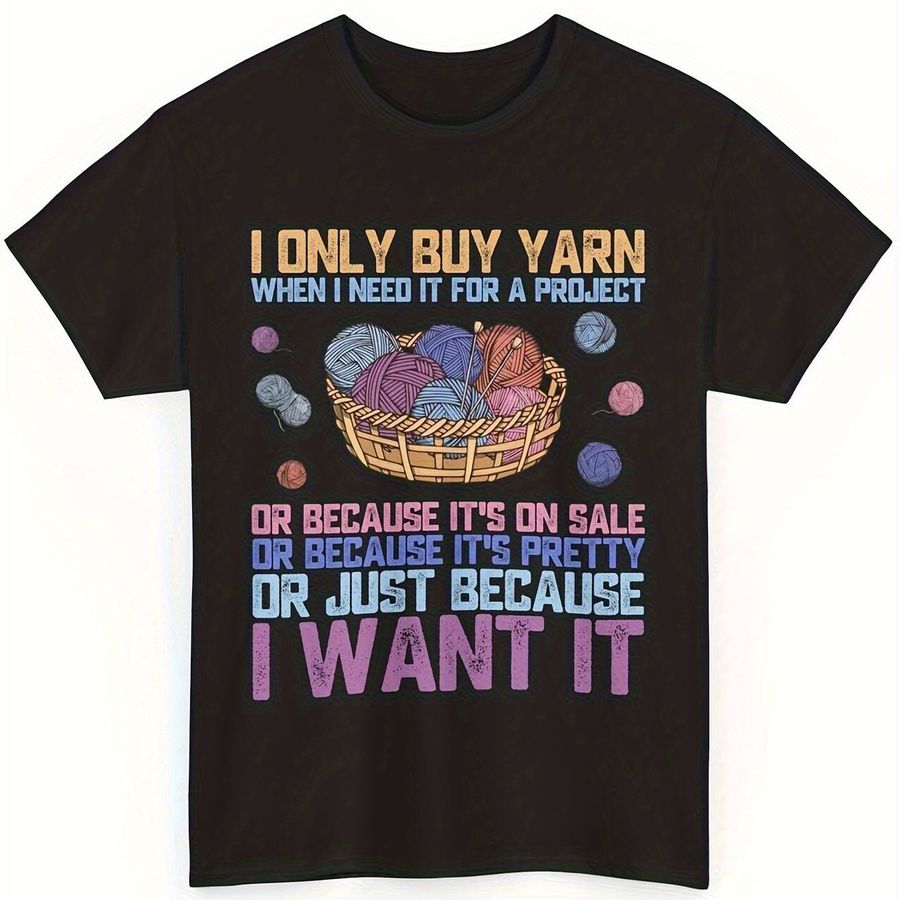 I ONLY BUY YARN
WHEN I NEED IT FOR A PROJECT
OR BECAUSE IT'S ON SALE
OR BECAUSE IT'S PRETTY
OR JUST BECAUSE
I WANT IT